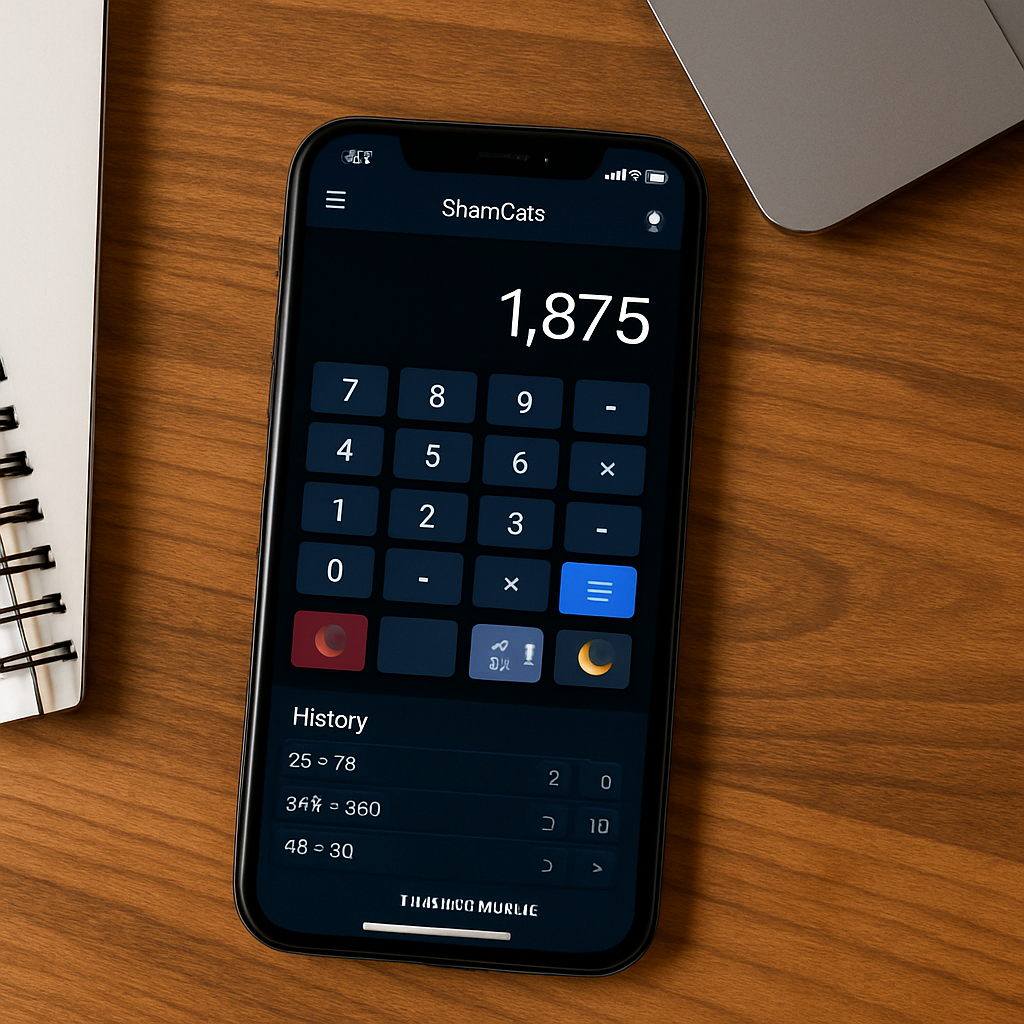 ShamCats
1,875
7 8 9 -
4 5 6 ×
1 2 3 -
0 - ×
History
25 = 78
2 0
= 360
10
48 = 30
>